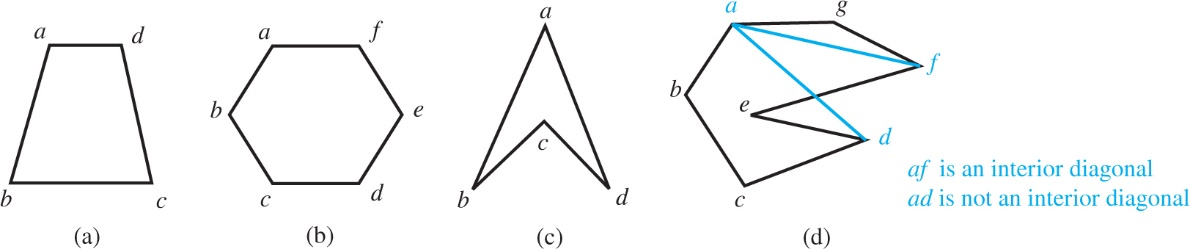 a d
b c
(a)
a f
b e
c d
(b)
a
c
b d
(c)
a g
f
b e
d
c
(d)
af is an interior diagonal
ad is not an interior diagonal